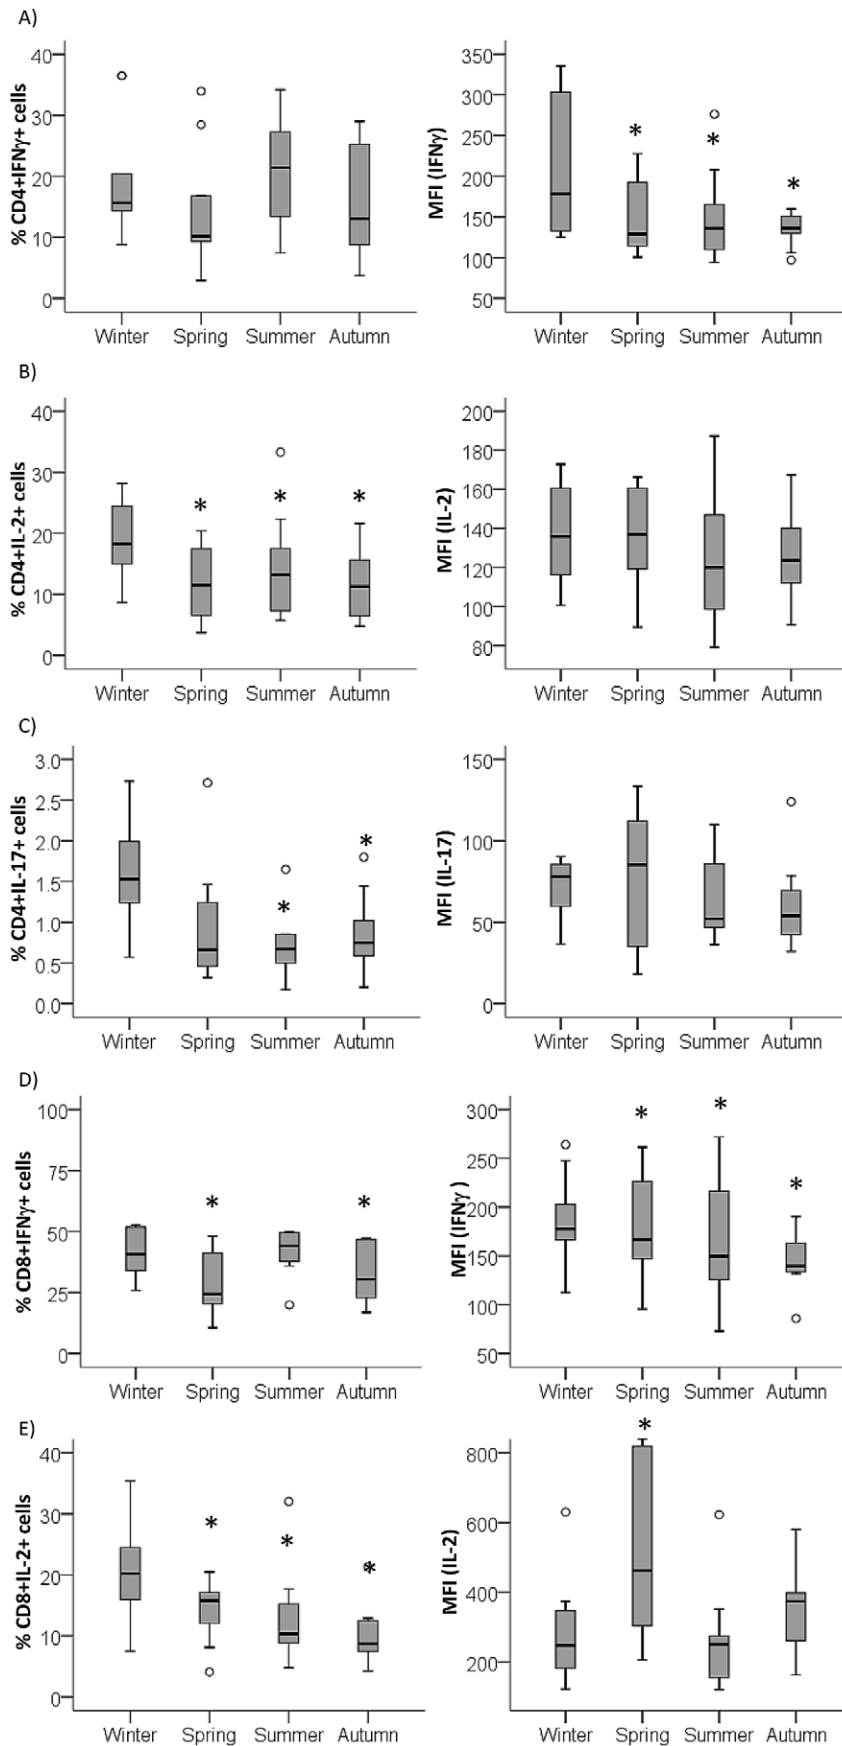 A)
% CD4+IFNγ+ cells
40
30
20
10
0
Winter Spring Summer Autumn
MFI (IFNγ)
350
300
250
200
150
100
50
* * *
Winter Spring Summer Autumn
B)
% CD4+IL-2+ cells
40
30
20
10
0
* * *
Winter Spring Summer Autumn
MFI (IL-2)
200
180
160
140
120
100
80
Winter Spring Summer Autumn
C)
% CD4+IL-17+ cells
3.0
2.5
2.0
1.5
1.0
0.5
0.0
* *
Winter Spring Summer Autumn
MFI (IL-17)
150
100
50
0
Winter Spring Summer Autumn
D)
% CD8+IFNγ+ cells
100
75
50
25
0
* *
Winter Spring Summer Autumn
MFI (IFNγ )
300
250
200
150
100
50
* * *
Winter Spring Summer Autumn
E)
% CD8+IL-2+ cells
40
30
20
10
0
* * *
Winter Spring Summer Autumn
MFI (IL-2)
800
600
400
200
*
Winter Spring Summer Autumn